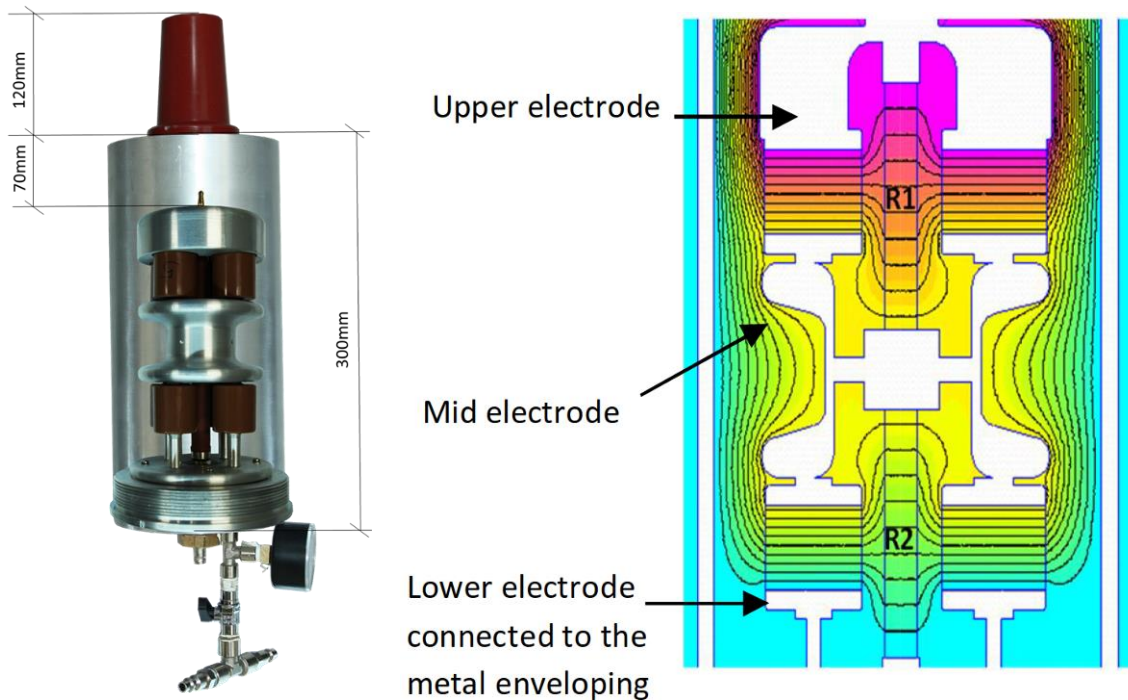 120mm
70mm
300mm
Upper electrode
R1
Mid electrode
R2
Lower electrode
connected to the
metal enveloping